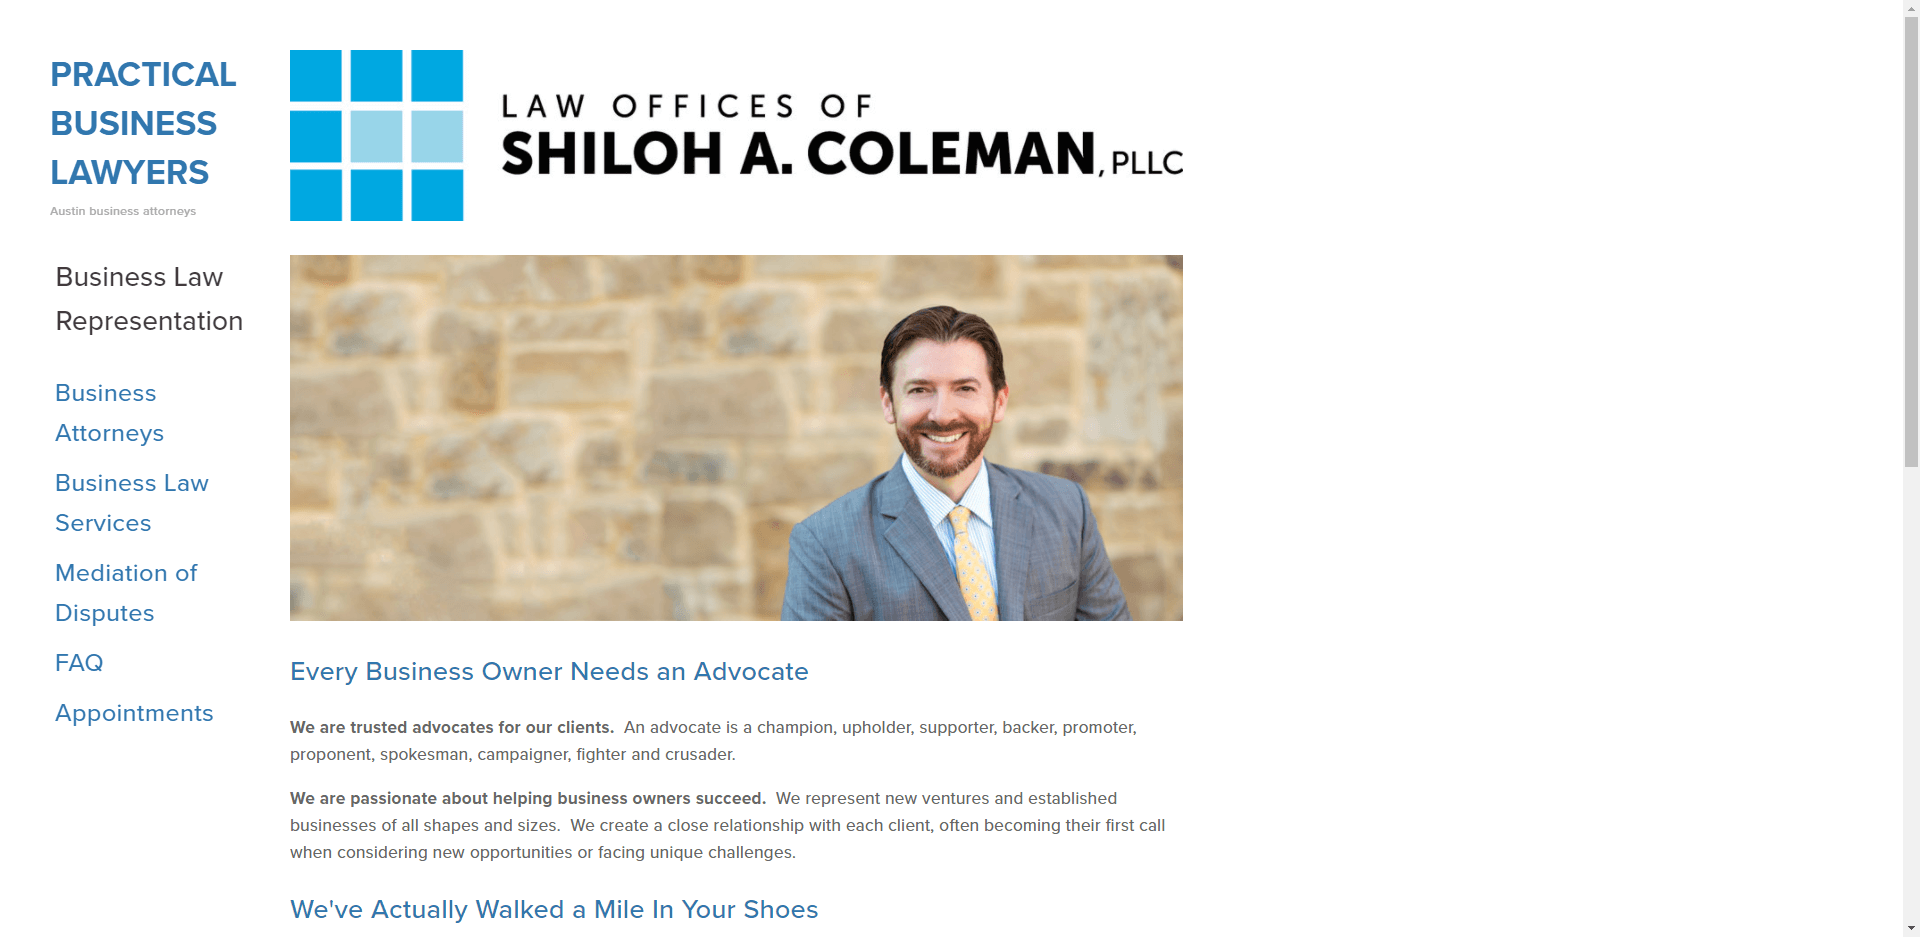 PRACTICAL
BUSINESS
LAWYERS
Austin business attorneys
Business Law
Representation
Business
Attorneys
Business Law
Services
Mediation of
Disputes
FAQ
Appointments
LAW OFFICES OF
SHILOH A. COLEMAN, PLLC
Every Business Owner Needs an Advocate
We are trusted advocates for our clients.  An advocate is a champion, upholder, supporter, backer, promoter,
proponent, spokesman, campaigner, fighter and crusader.
We are passionate about helping business owners succeed.  We represent new ventures and established
businesses of all shapes and sizes.  We create a close relationship with each client, often becoming their first call
when considering new opportunities or facing unique challenges.
We've Actually Walked a Mile In Your Shoes